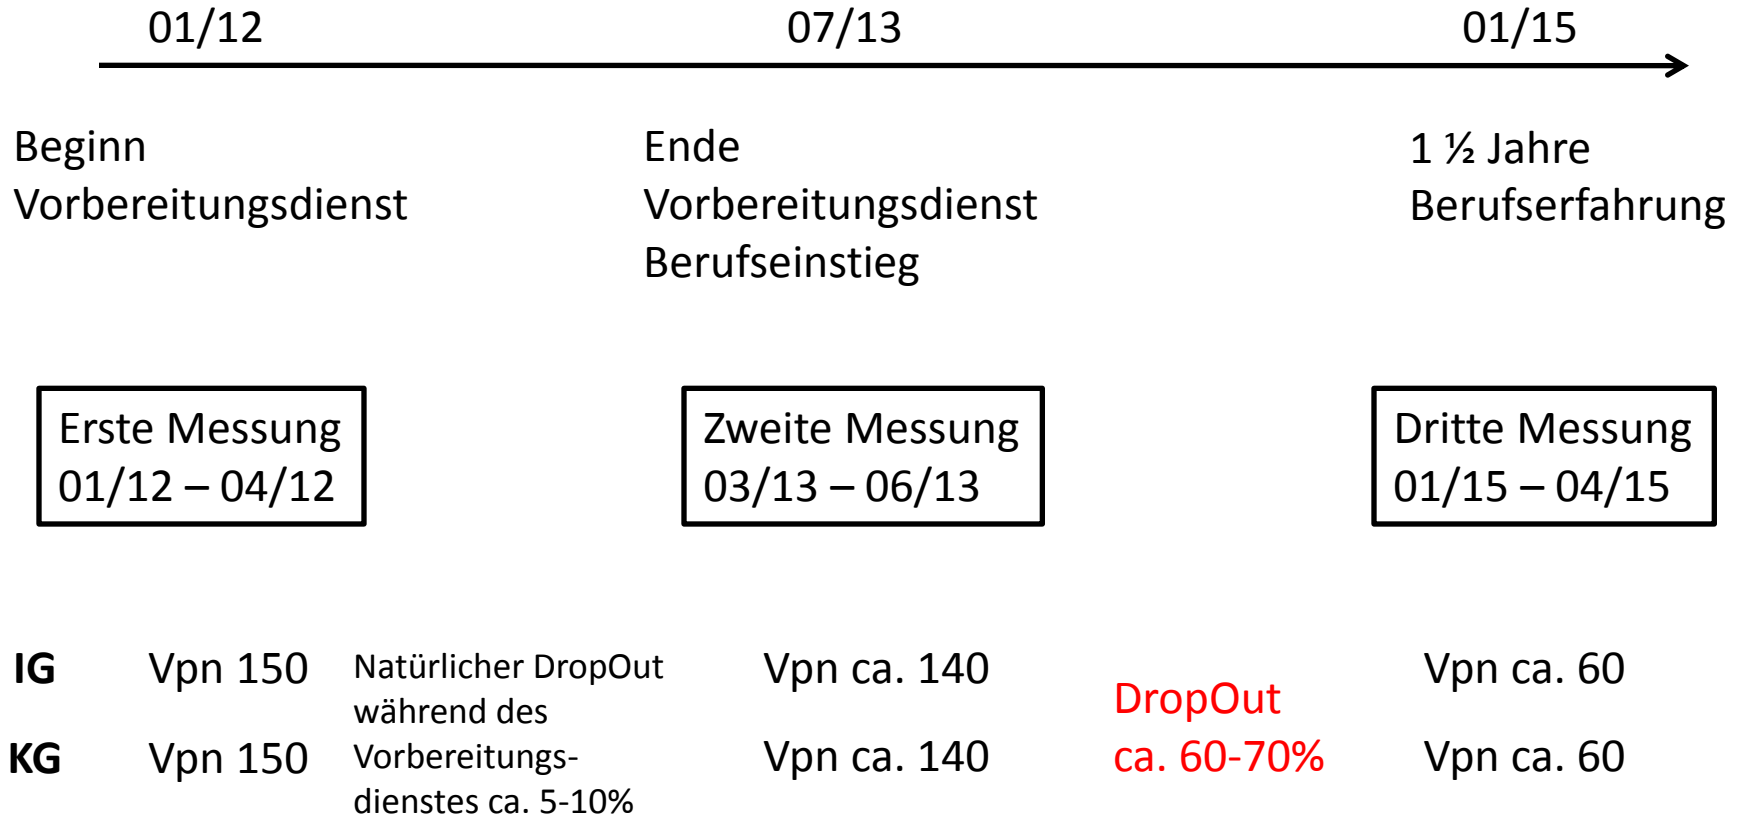 01/12
07/13
01/15
Beginn
Vorbereitungsdienst
Ende
Vorbereitungsdienst
Berufseinstieg
1 ½ Jahre
Berufserfahrung
Erste Messung
01/12 – 04/12
Zweite Messung
03/13 – 06/13
Dritte Messung
01/15 – 04/15
IG
Vpn 150
KG
Vpn 150
Natürlicher DropOut
während des
Vorbereitungs-
dienstes ca. 5-10%
Vpn ca. 140
Vpn ca. 140
DropOut
ca. 60-70%
Vpn ca. 60
Vpn ca. 60